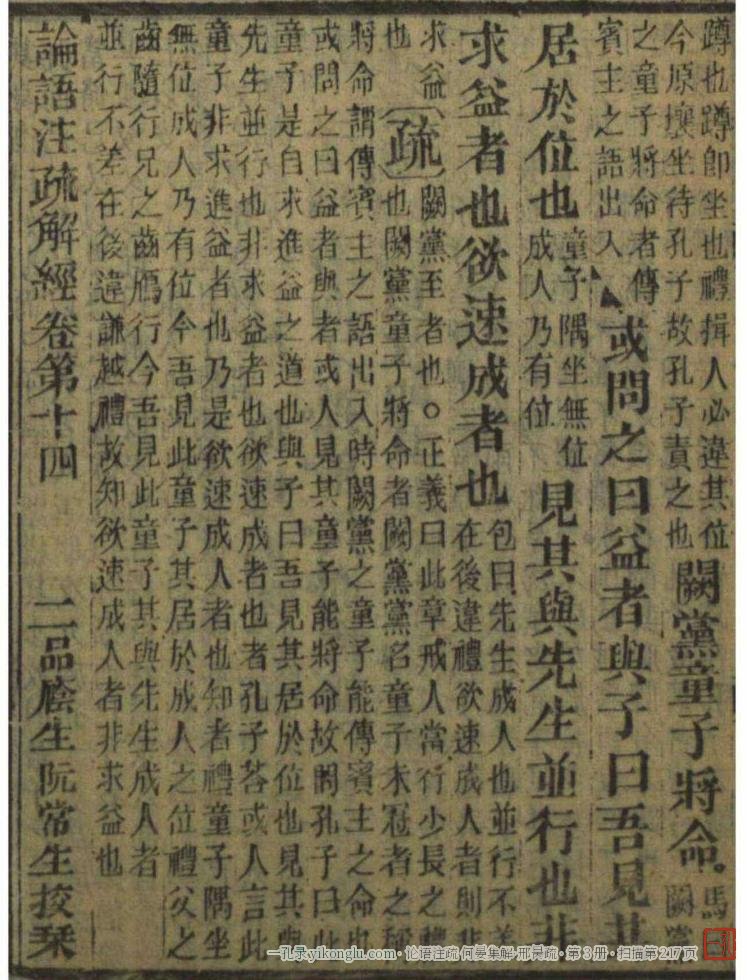 蹲也蹲即坐也禮揖人必違其位今原壤坐待孔子故孔子責之也闕黨童子將命馬闕黨
之童子將命者傳賓主之語出入或問之曰益者與子曰吾見其
居於位也童子隅坐無位成人乃有位見其與先生並行也非
求益者也欲速成者也包曰先生成人也並行不差在後違禮欲速成人者則非
求益也疏闕黨至者也○正義曰此章戒人當行少長之禮
也闕黨童子將命者闕黨黨名童子未冠者之稱
將命謂傳賓主之語出入時闕黨之童子能傳賓主之命也
或問之曰益者與者或人見其童子能將命故問孔子曰此
童子是自求進益之道也與子曰吾見其居於位也見其與
先生並行也非求益者也欲速成者也者孔子荅或人言此
童子非求進益者也乃是欲速成人者也知者禮童子隅坐
無位成人乃有位今吾見此童子其居於成人之位禮父之
齒隨行兄之齒鴈行今吾見此童子其與先生成人者
並行不差在後違謙越禮故知欲速成人者非求益也
論語注疏解經卷第十四 二品廕生阮常生挍栞
一孔录yikonglu.com · 论语注疏 何晏集解 邢昺疏 · 第3册 · 扫描第217页